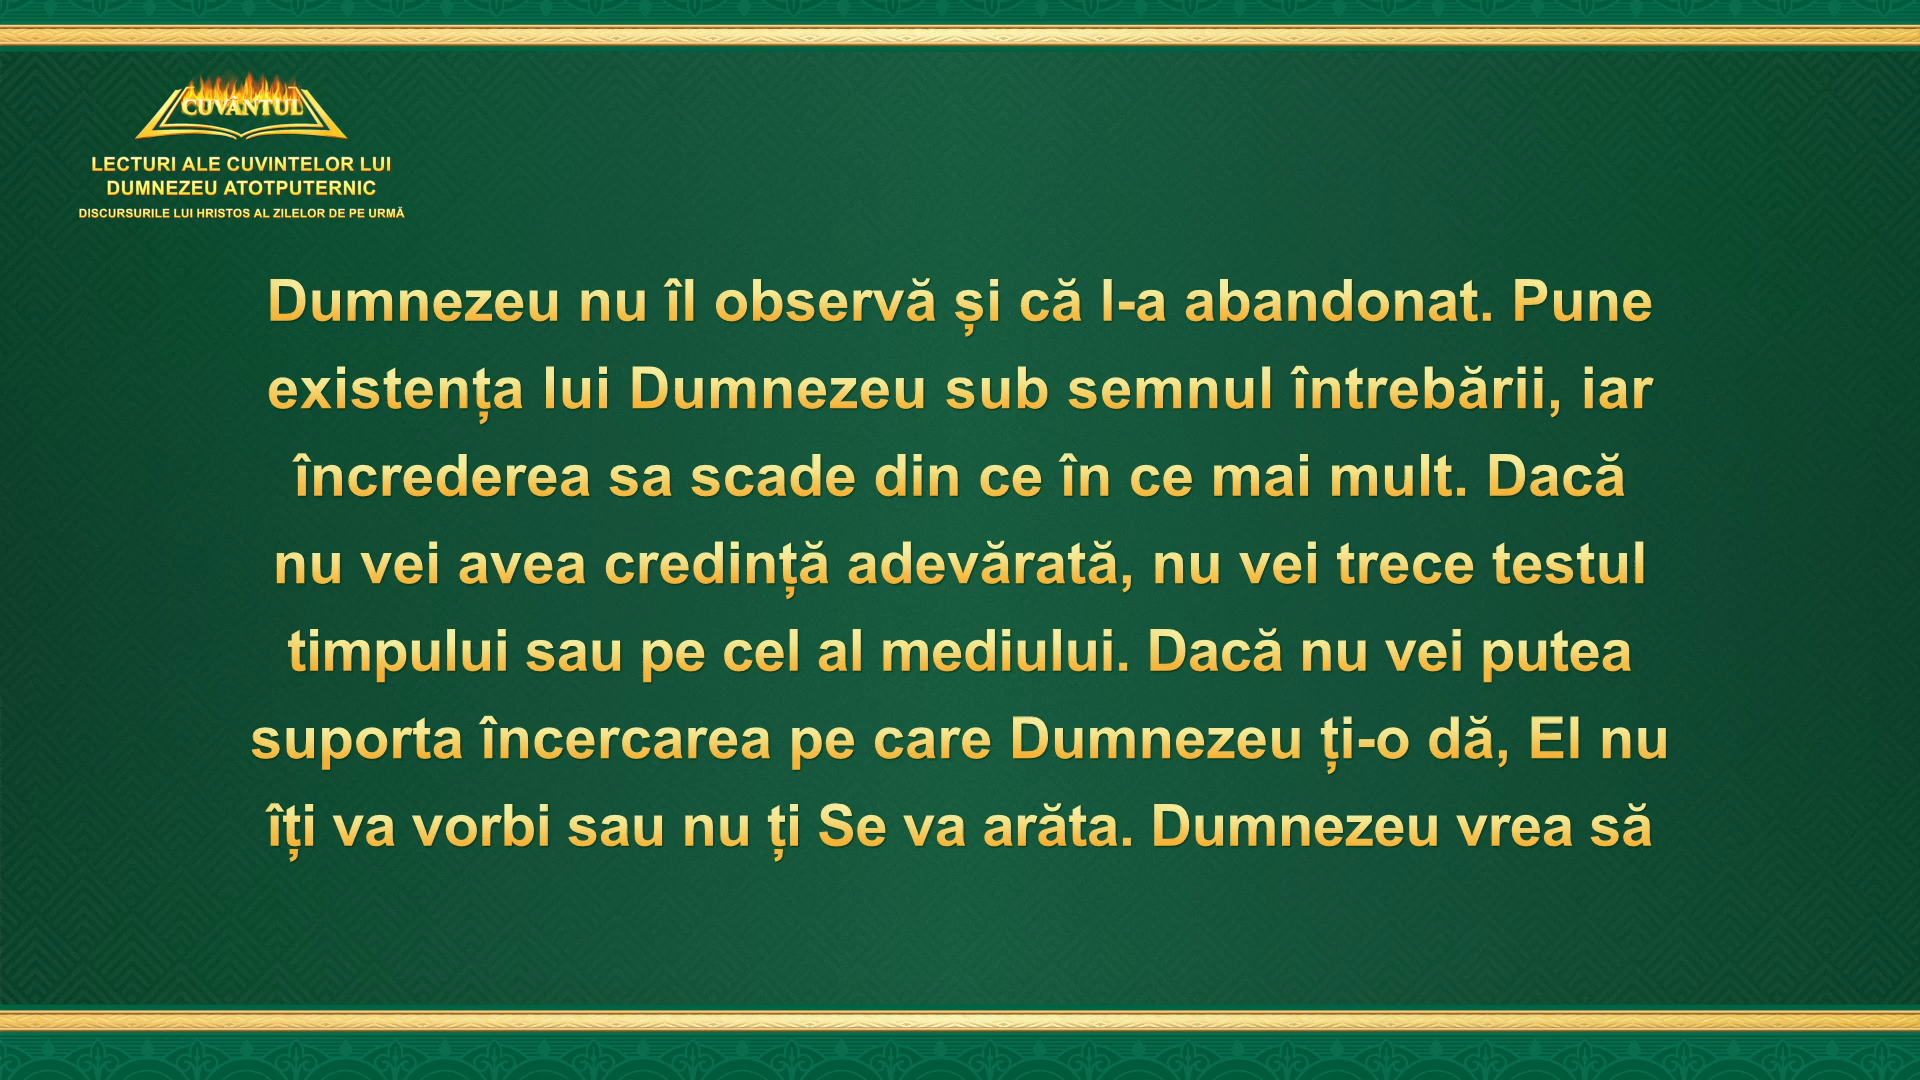 CUVÂNTUL
LECTURI ALE CUVINTELOR LUI
DUMNEZEU ATOTPUTERNIC
DISCURSURILE LUI HRISTOS AL ZILELOR DE PE URMĂ
Dumnezeu nu îl observă și că l-a abandonat. Pune
existența lui Dumnezeu sub semnul întrebării, iar
încrederea sa scade din ce în ce mai mult. Dacă
nu vei avea credință adevărată, nu vei trece testul
timpului sau pe cel al mediului. Dacă nu vei putea
suporta încercarea pe care Dumnezeu ți-o dă, El nu
îți va vorbi sau nu ți Se va arăta. Dumnezeu vrea să